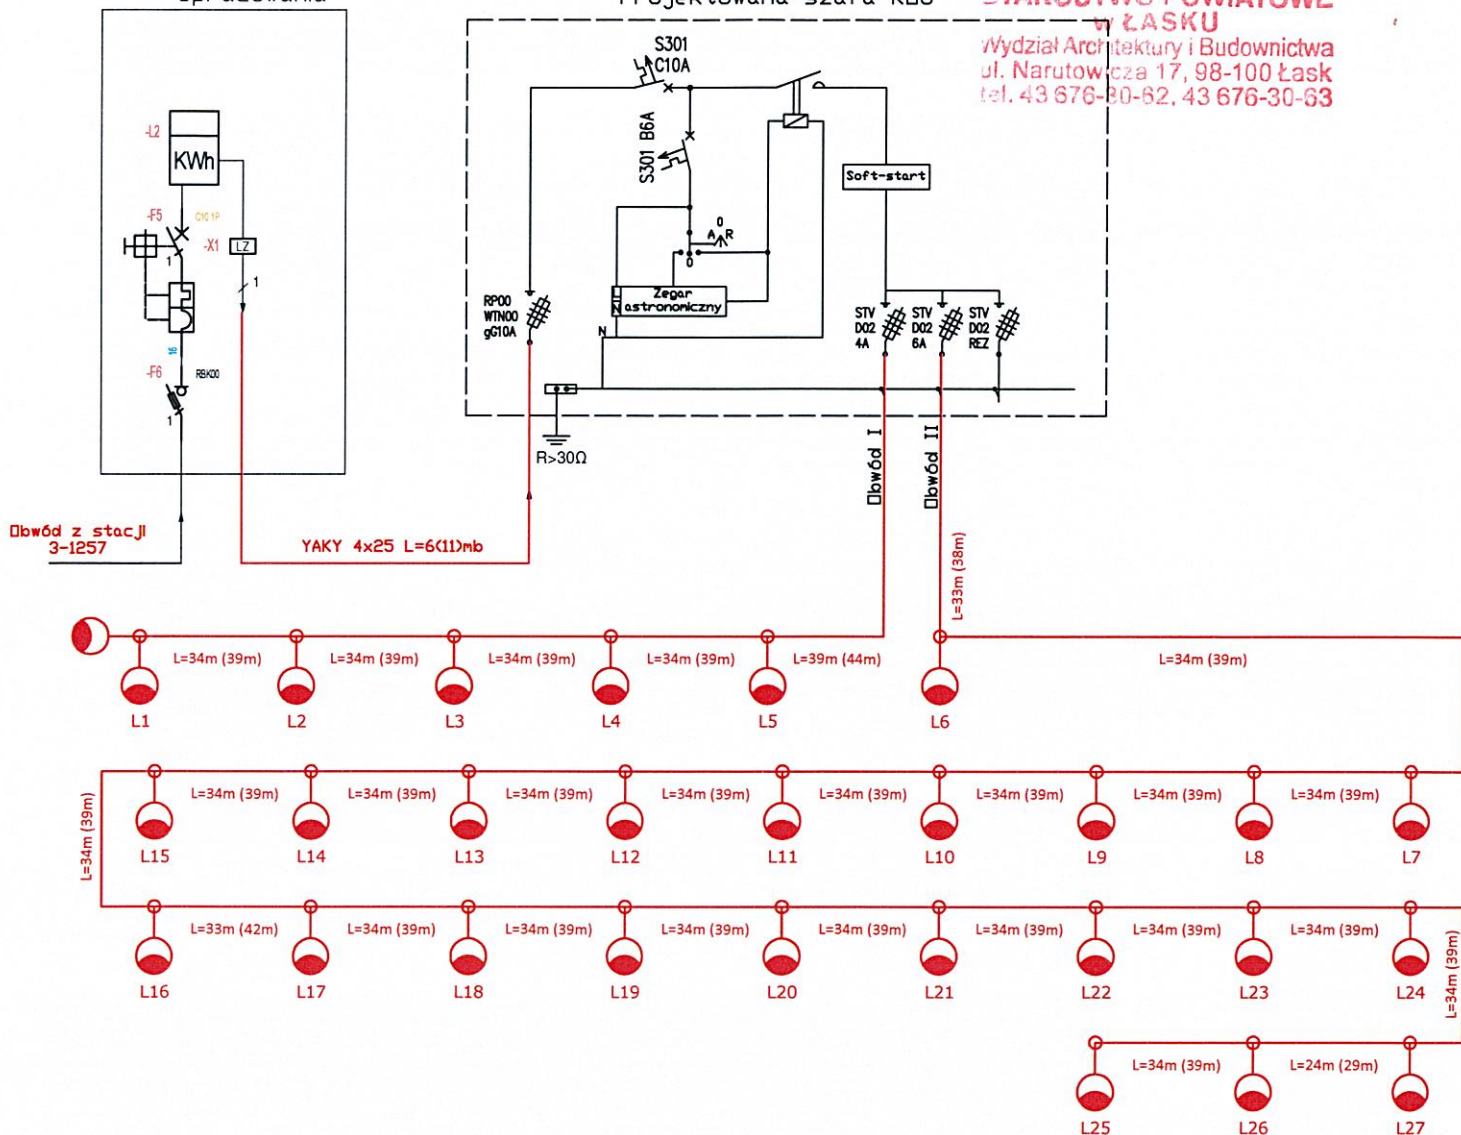 w ŁASKU
Wydział Architektury i Budownictwa
ul. Narutowicza 17, 98-100 Łask
tel. 43 676-30-62, 43 676-30-63
S301
C10A
S301 B6A
Soft-start
0
A R
0
L
N
Zegar
astronomiczny
N
RP00
WTN00
gG10A
STV
D02
4A
STV
D02
6A
STV
D02
REZ
R>30Ω
-L2
KWh
-F5
C10 1P
-X1
LZ
1
1
16
-F6
RBK00
1
Obwód z stacji
3-1257
YAKY 4x25 L=6(11)mb
Obwód I
Obwód II
L=33m (38m)
L=34m (39m)
L=34m (39m)
L=34m (39m)
L=34m (39m)
L=39m (44m)
L=34m (39m)
L1
L2
L3
L4
L5
L6
L=34m (39m)
L=34m (39m)
L=34m (39m)
L=34m (39m)
L=34m (39m)
L=34m (39m)
L=34m (39m)
L=34m (39m)
L15
L14
L13
L12
L11
L10
L9
L8
L7
L=34m (39m)
L=33m (42m)
L=34m (39m)
L=34m (39m)
L=34m (39m)
L=34m (39m)
L=34m (39m)
L=34m (39m)
L=34m (39m)
L16
L17
L18
L19
L20
L21
L22
L23
L24
L=34m (39m)
L=34m (39m)
L=24m (29m)
L25
L26
L27